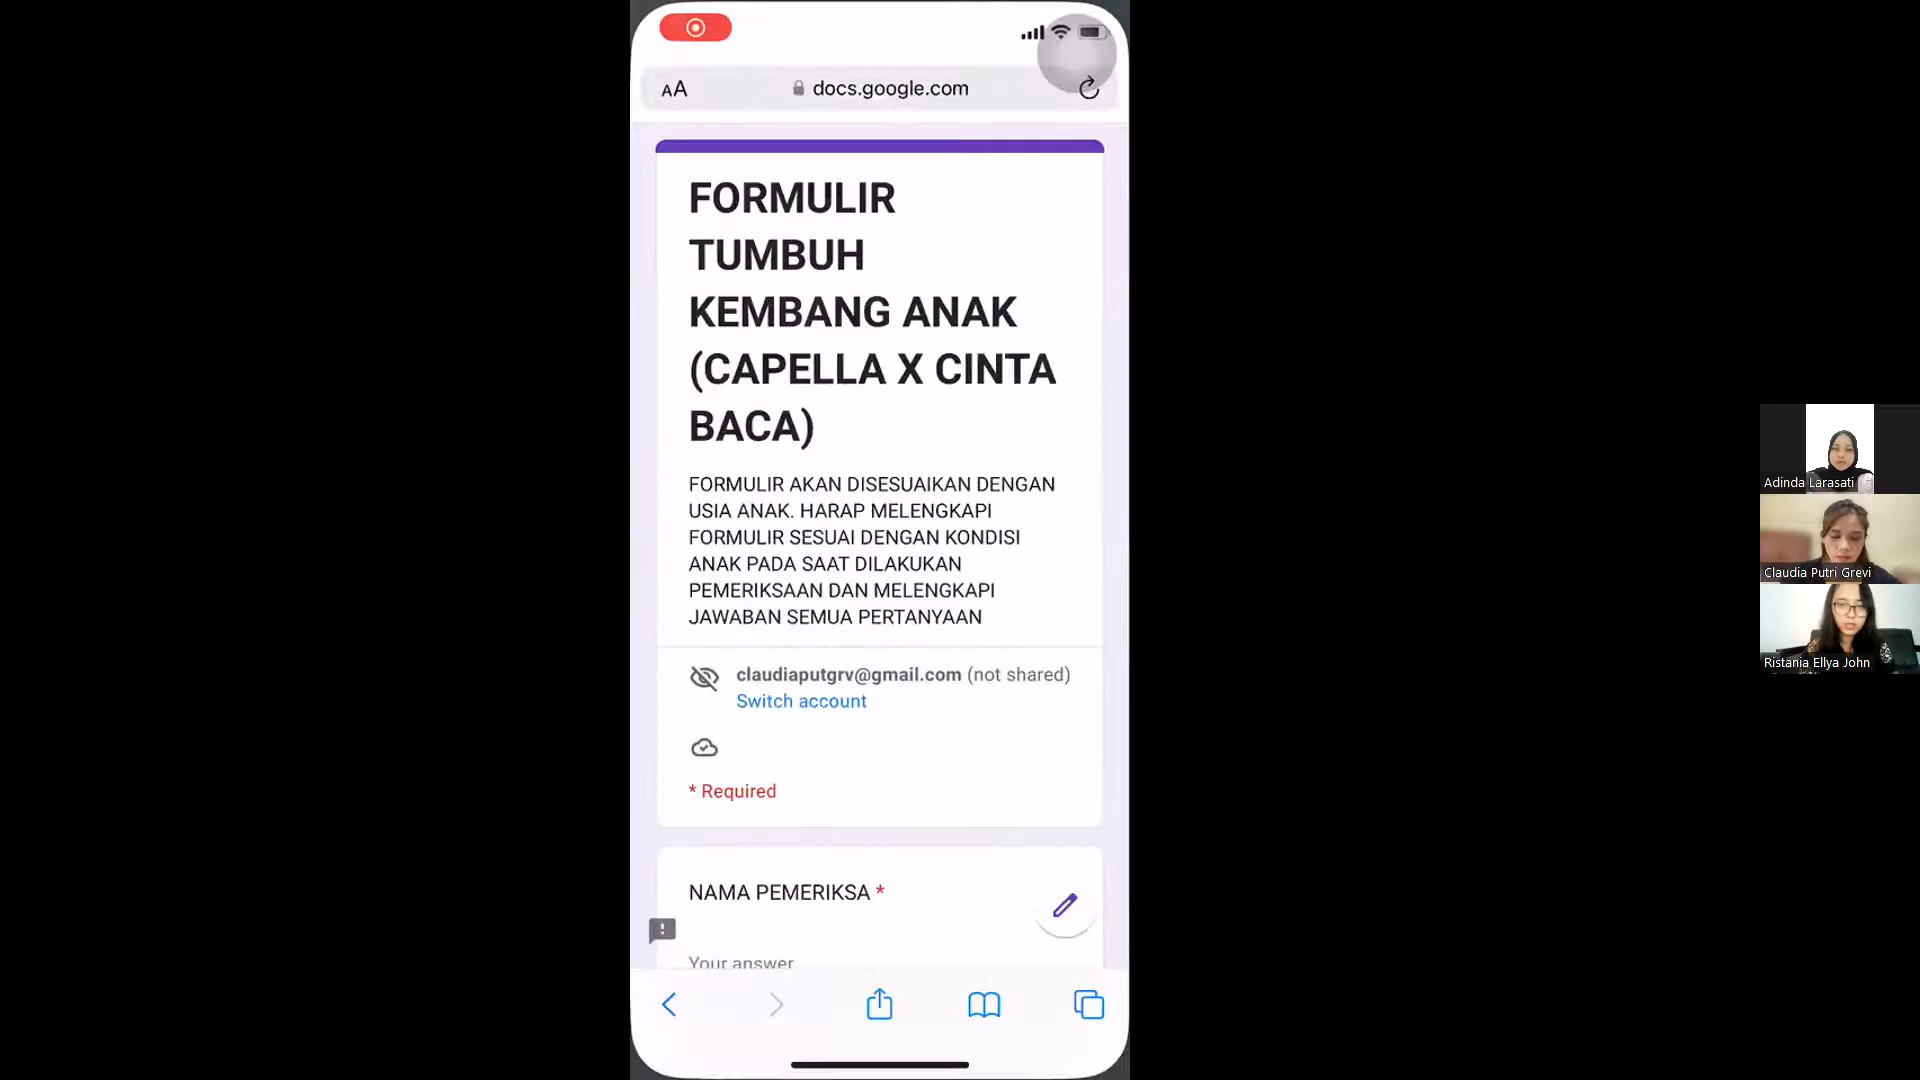 AA
docs.google.com
FORMULIR
TUMBUH
KEMBANG ANAK
(CAPELLA X CINTA
BACA)
FORMULIR AKAN DISESUAIKAN DENGAN
USIA ANAK. HARAP MELENGKAPI
FORMULIR SESUAI DENGAN KONDISI
ANAK PADA SAAT DILAKUKAN
PEMERIKSAAN DAN MELENGKAPI
JAWABAN SEMUA PERTANYAAN
claudiaputgrv@gmail.com (not shared)
Switch account
* Required
NAMA PEMERIKSA *
Your answer
Adinda Larasati
Claudia Putri Grevi
Ristania Ellya John